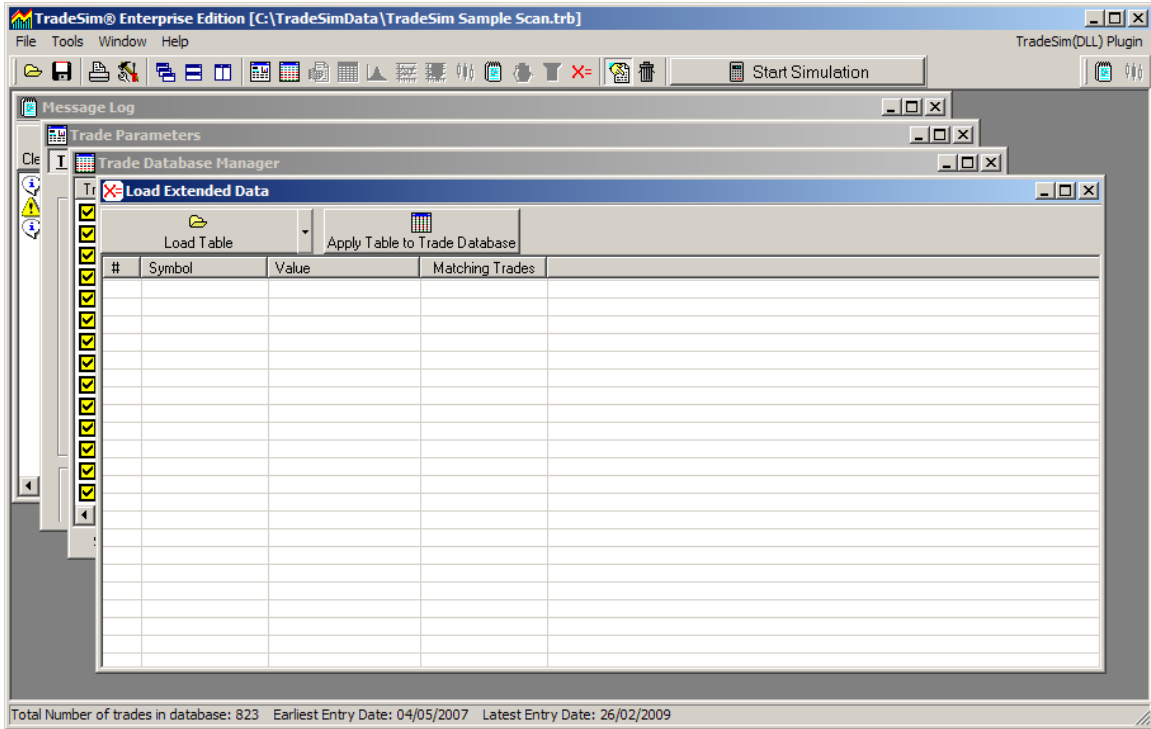 TradeSim® Enterprise Edition [C:\TradeSimData\TradeSim Sample Scan.trb]
File Tools Window Help TradeSim(DLL) Plugin
Start Simulation
Message Log
Trade Parameters
Trade Database Manager
Load Extended Data
Load Table Apply Table to Trade Database
# Symbol Value Matching Trades
Total Number of trades in database: 823 Earliest Entry Date: 04/05/2007 Latest Entry Date: 26/02/2009